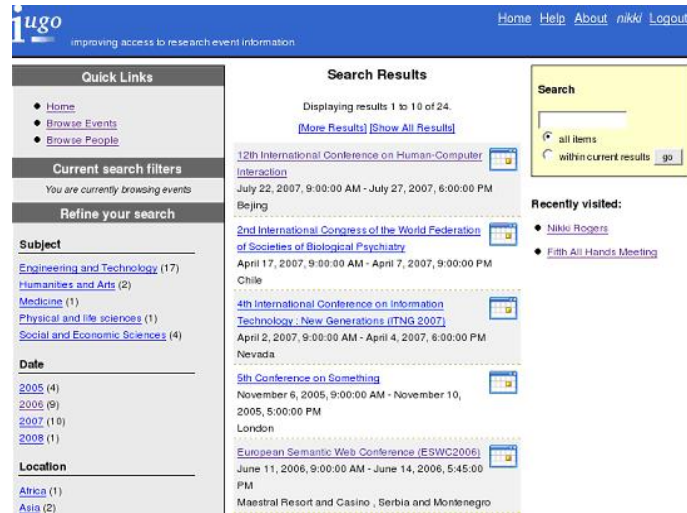 iugo
improving access to research event information
Home Help About nikki Logout
Quick Links
Home
Browse Events
Browse People
Current search filters
You are currently browsing events
Refine your search
Subject
Engineering and Technology (17)
Humanities and Arts (2)
Medicine (1)
Physical and life sciences (1)
Social and Economic Sciences (4)
Date
2005 (4)
2006 (9)
2007 (10)
2008 (1)
Location
Africa (1)
Asia (2)
Search Results
Displaying results 1 to 10 of 24.
[More Results] [Show All Results]
12th International Conference on Human-Computer
Interaction
July 22, 2007, 9:00:00 AM - July 27, 2007, 6:00:00 PM
Bejing
2nd International Congress of the World Federation
of Societies of Biological Psychiatry
April 17, 2007, 9:00:00 AM - April 7, 2007, 9:00:00 PM
Chile
4th International Conference on Information
Technology : New Generations (ITNG 2007)
April 2, 2007, 9:00:00 AM - April 4, 2007, 6:00:00 PM
Nevada
5th Conference on Something
November 6, 2005, 9:00:00 AM - November 10,
2005, 5:00:00 PM
London
European Semantic Web Conference (ESWC2006)
June 11, 2006, 9:00:00 AM - June 14, 2006, 5:45:00
PM
Maestral Resort and Casino , Serbia and Montenegro
Search
all items
within current results go
Recently visited:
Nikki Rogers
Fifth All Hands Meeting